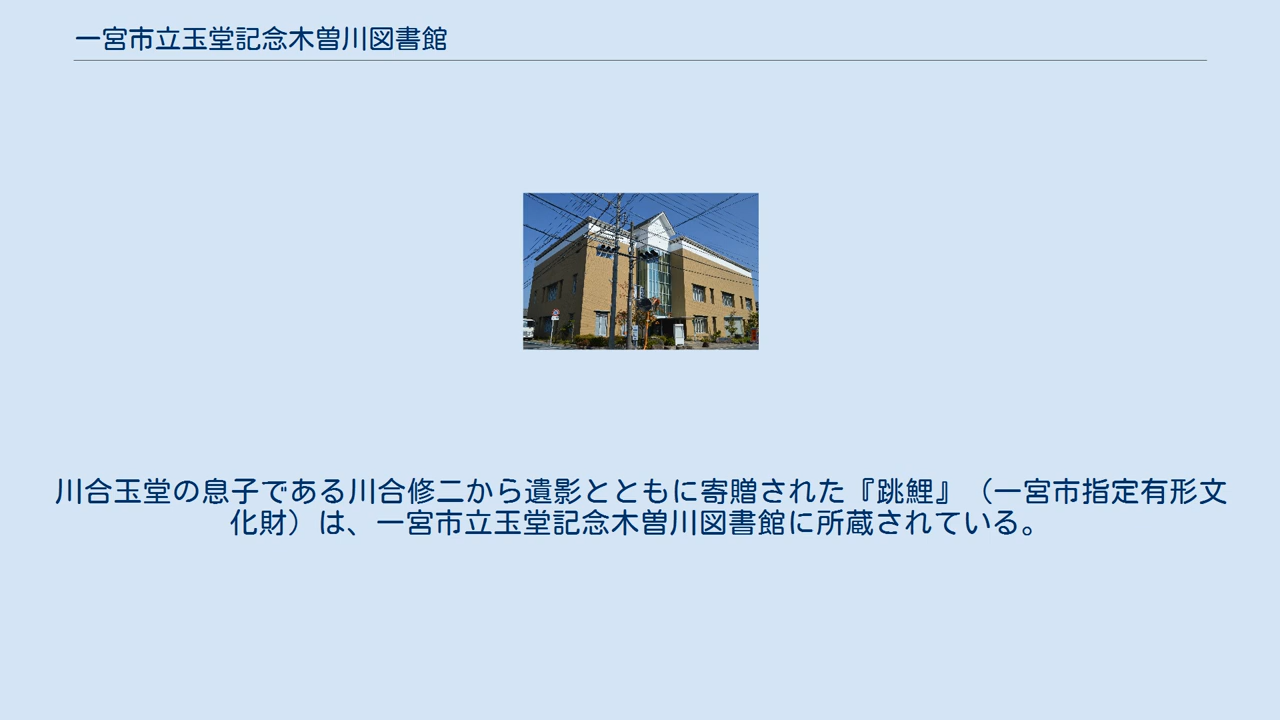 一宮市立玉堂記念木曽川図書館
川合玉堂の息子である川合修二から遺影とともに寄贈された『跳鯉』（一宮市指定有形文
化財）は、一宮市立玉堂記念木曽川図書館に所蔵されている。